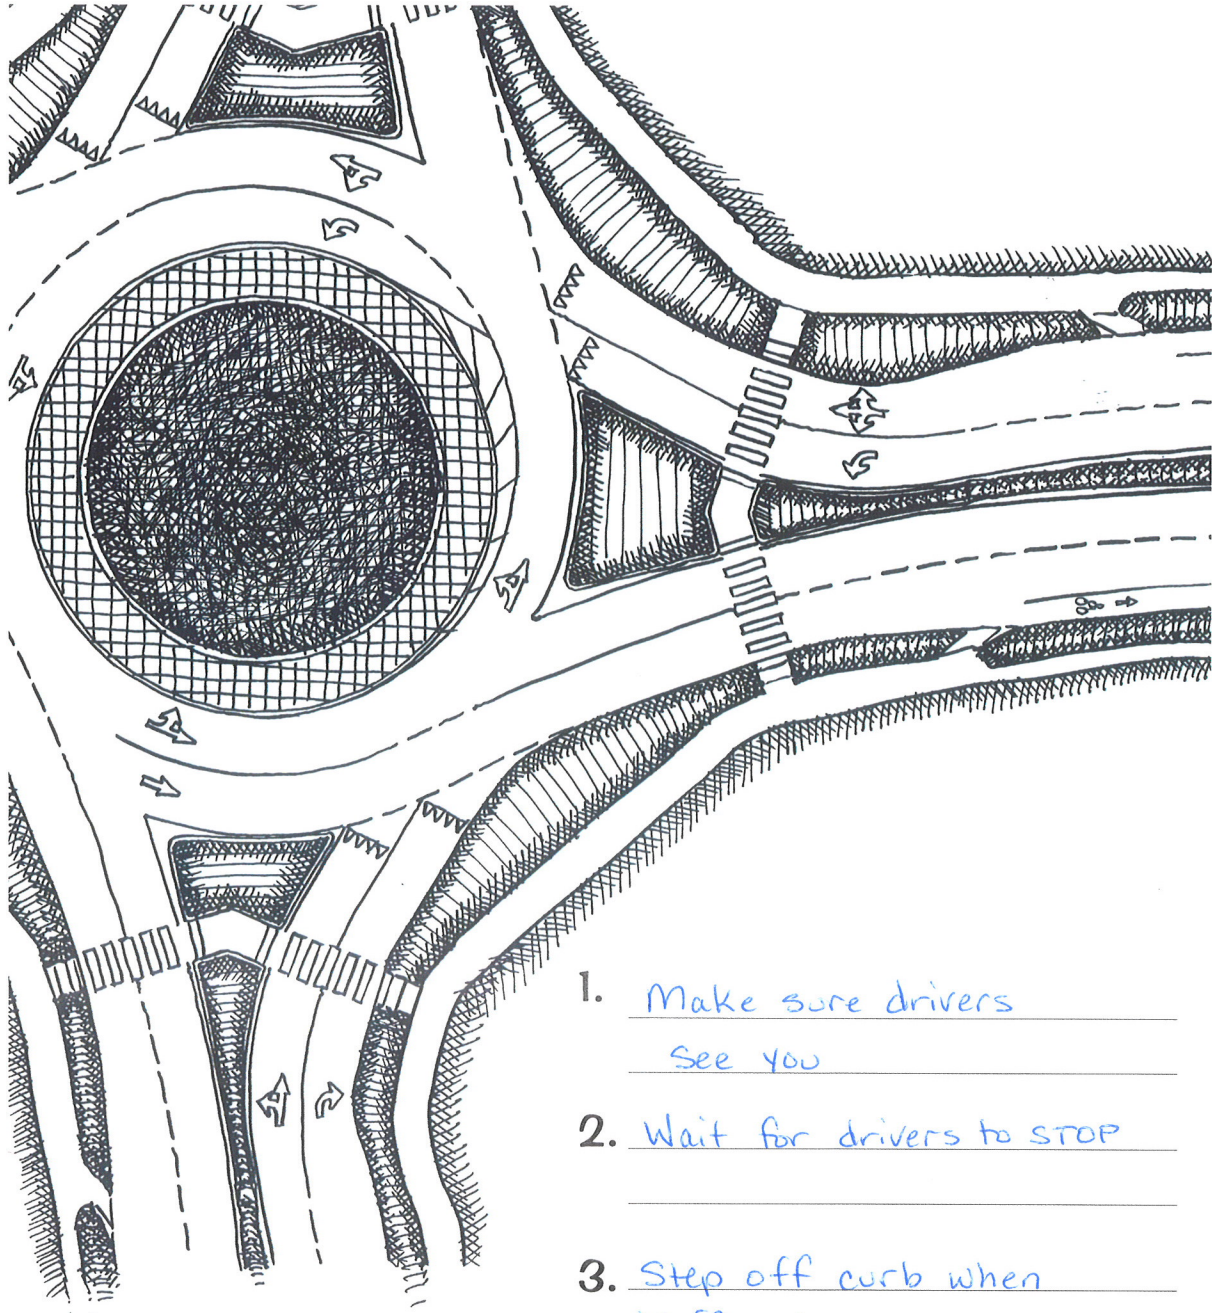 1. Make sure drivers
see you
2. Wait for drivers to STOP
3. Step off curb when